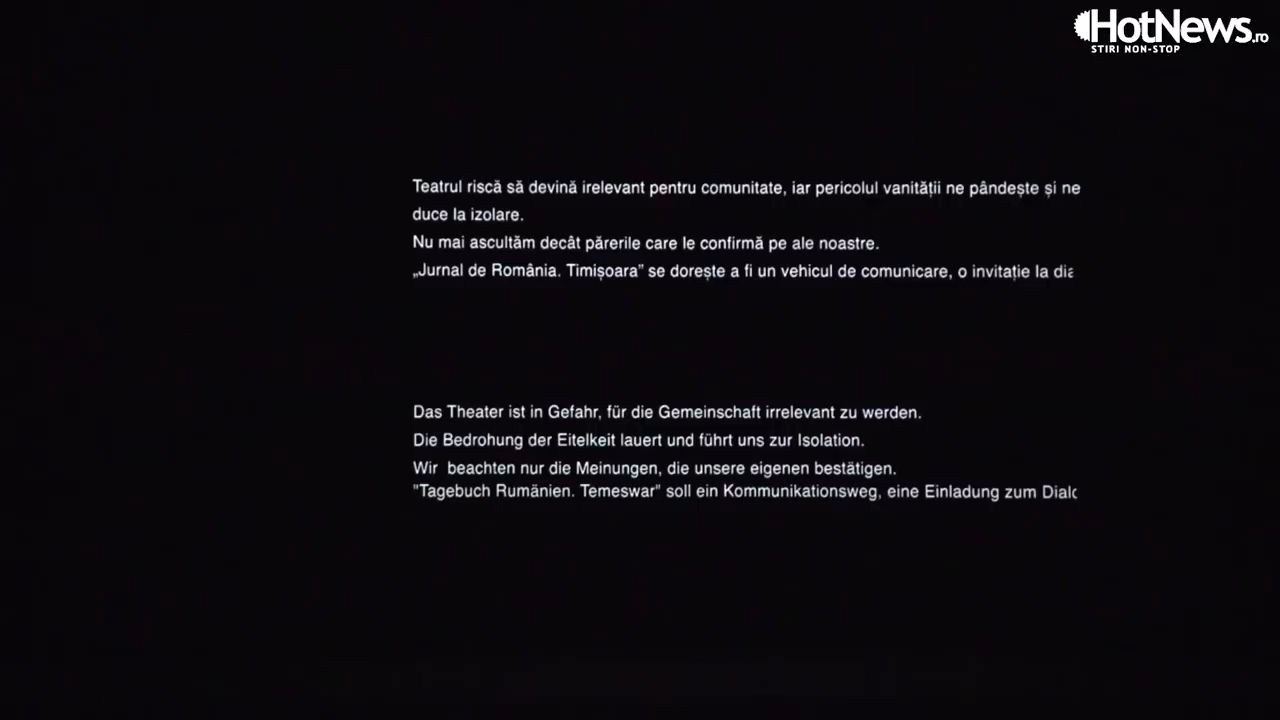 HotNews.ro
STIRI NON-STOP
Teatrul riscă să devină irelevant pentru comunitate, iar pericolul vanității ne pândește și ne
duce la izolare.
Nu mai ascultăm decât părerile care le confirmă pe ale noastre.
„Jurnal de România. Timișoara” se dorește a fi un vehicul de comunicare, o invitație la
Das Theater ist in Gefahr, für die Gemeinschaft irrelevant zu werden.
Die Bedrohung der Eitelkeit lauert und führt uns zur Isolation.
Wir beachten nur die Meinungen, die unsere eigenen bestätigen.
"Tagebuch Rumänien. Temeswar" soll ein Kommunikationsweg, eine Einladung zum